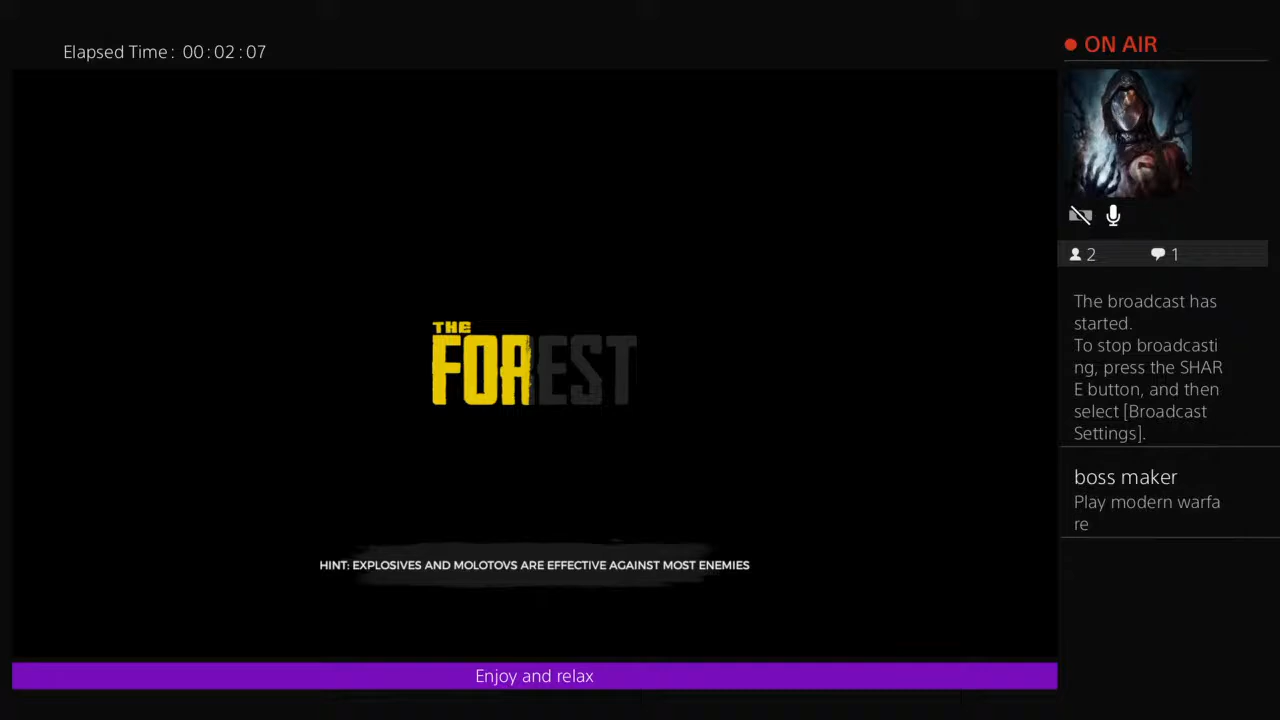 Elapsed Time: 00:02:07
ON AIR
2
1
THE
FOREST
HINT: EXPLOSIVES AND MOLOTOVS ARE EFFECTIVE AGAINST MOST ENEMIES
Enjoy and relax
The broadcast has
started.
To stop broadcasti
ng, press the SHAR
E button, and then
select [Broadcast
Settings].
boss maker
Play modern warfa
re